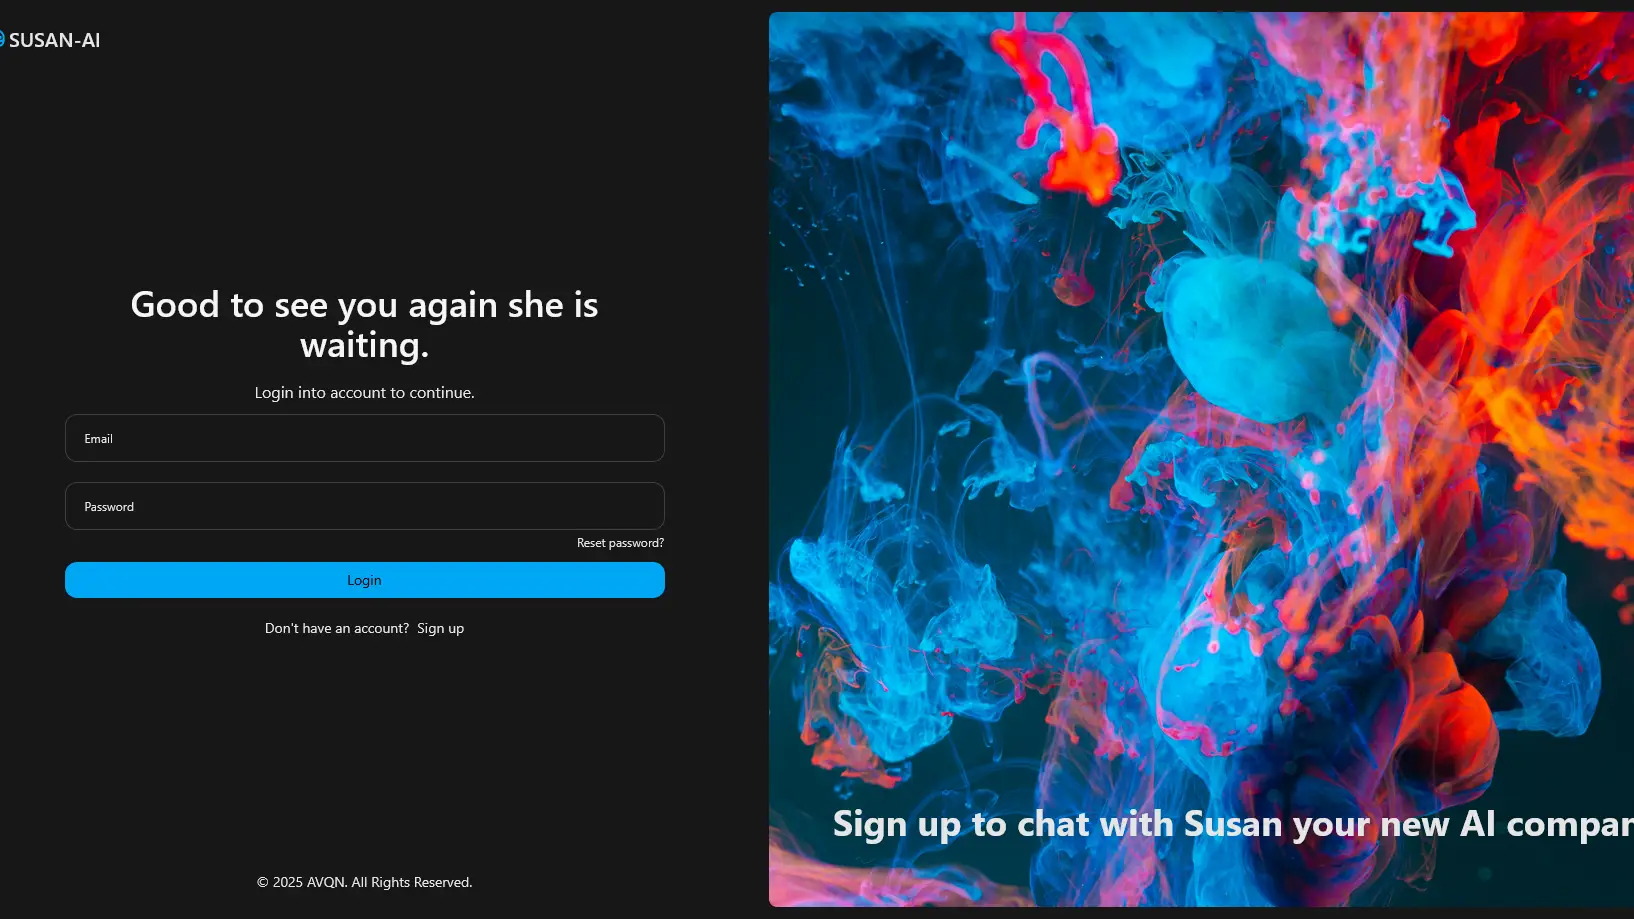 SUSAN-AI
Good to see you again she is
waiting.
Login into account to continue.
Email
Password
Reset password?
Login
Don't have an account? Sign up
© 2025 AVQN. All Rights Reserved.
Sign up to chat with Susan your new AI compan